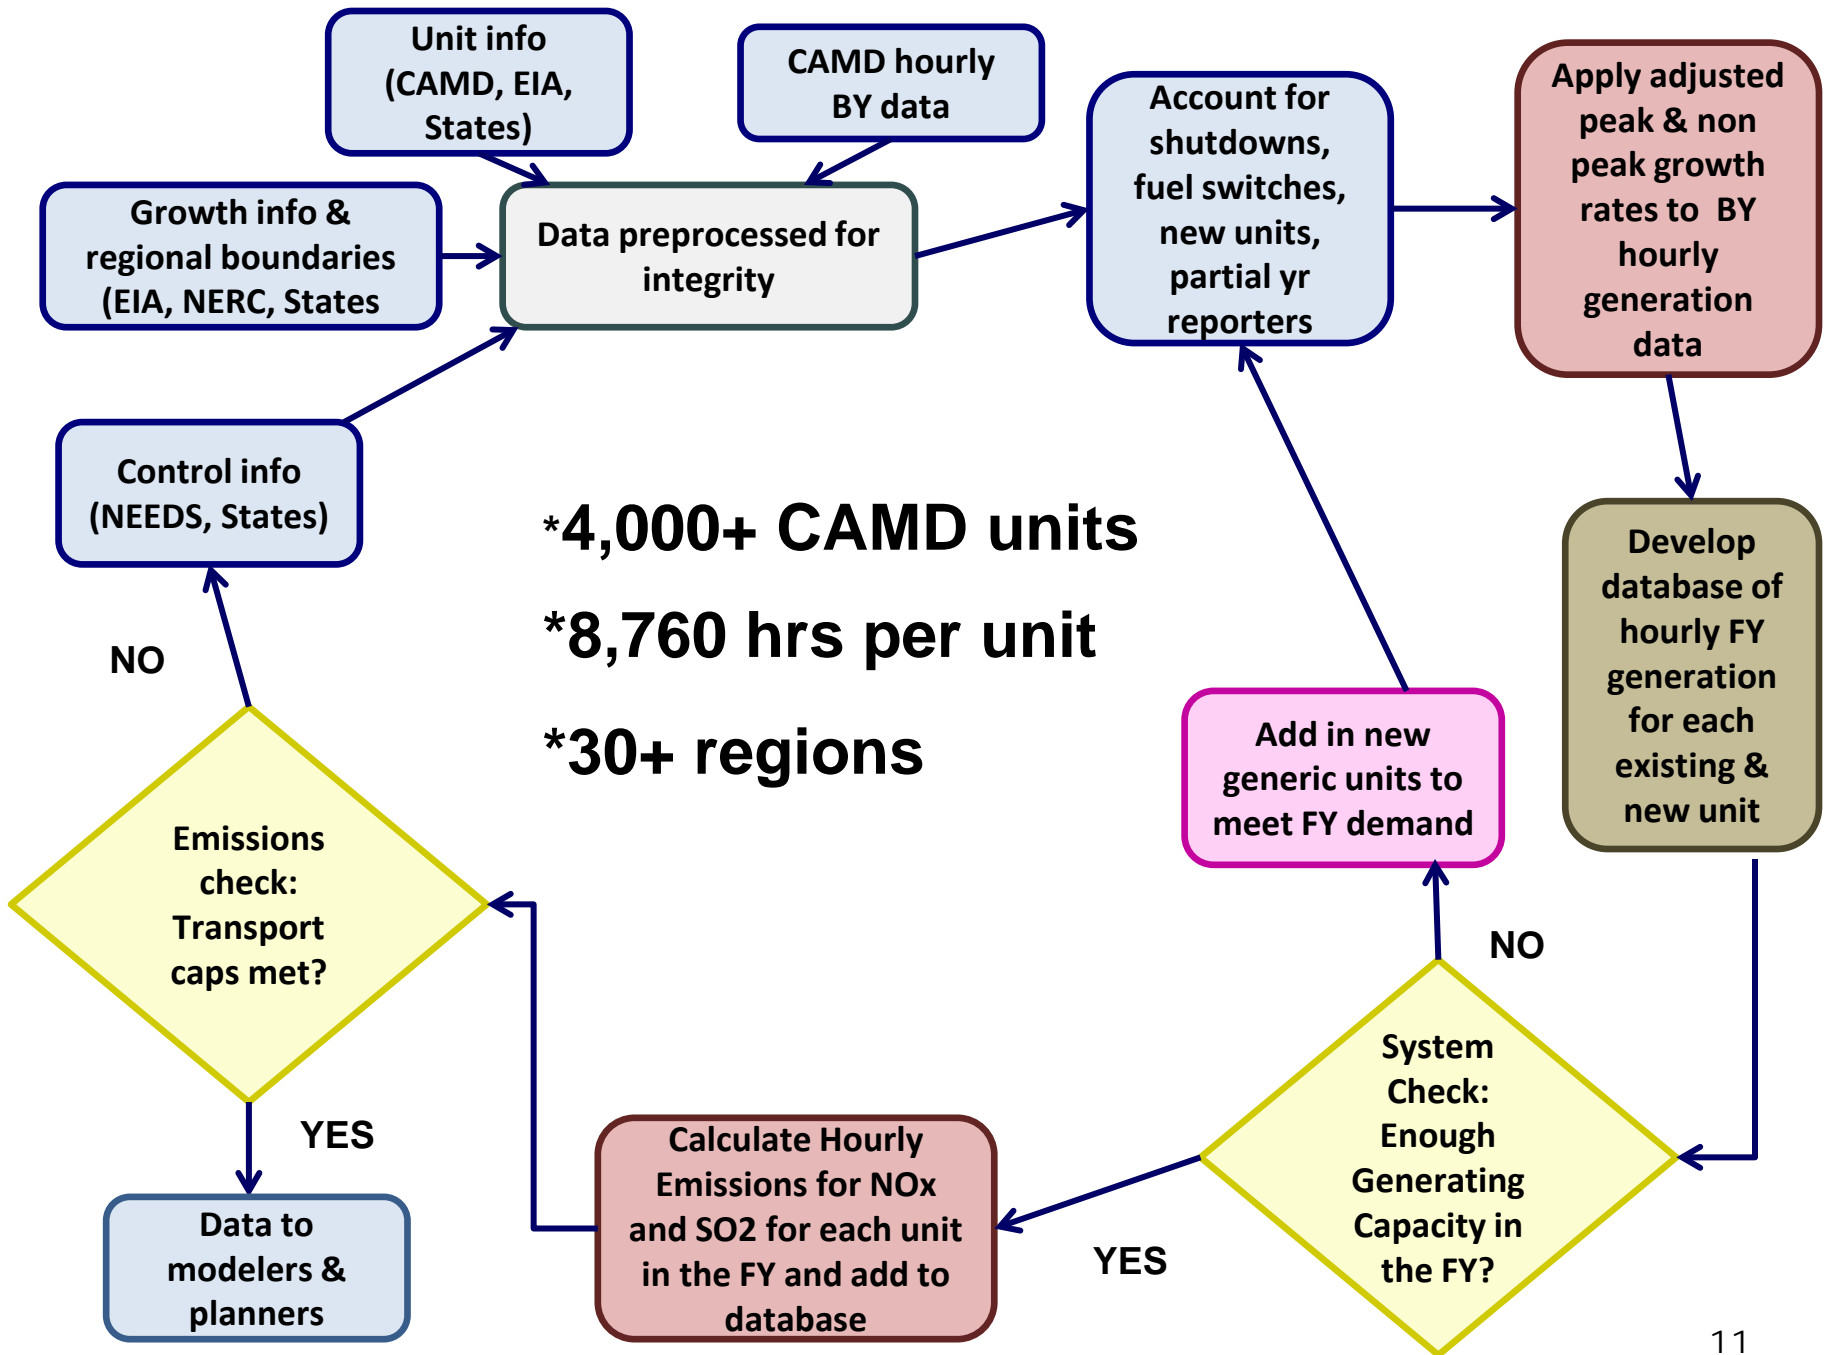 Unit info
(CAMD, EIA,
States)
CAMD hourly
BY data
Growth info &
regional boundaries
(EIA, NERC, States
Data preprocessed for
integrity
Account for
shutdowns,
fuel switches,
new units,
partial yr
reporters
Apply adjusted
peak & non
peak growth
rates to BY
hourly
generation
data
Control info
(NEEDS, States)
*4,000+ CAMD units
*8,760 hrs per unit
*30+ regions
Develop
database of
hourly FY
generation
for each
existing &
new unit
NO
Add in new
generic units to
meet FY demand
Emissions
check:
Transport
caps met?
NO
System
Check:
Enough
Generating
Capacity in
the FY?
YES
Calculate Hourly
Emissions for NOx
and SO2 for each unit
in the FY and add to
database
YES
Data to
modelers &
planners
11